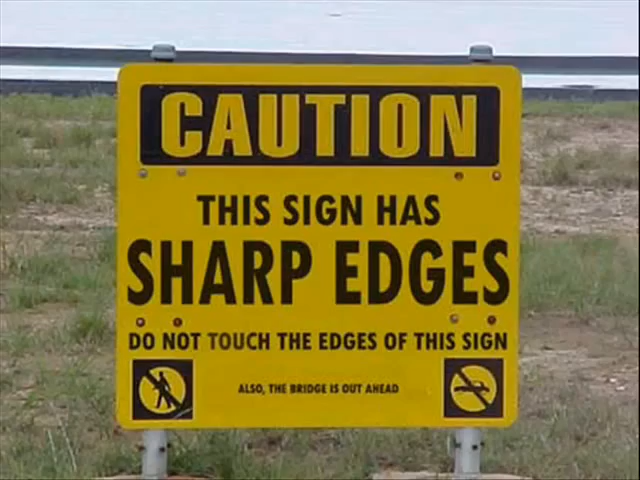 CAUTION
THIS SIGN HAS
SHARP EDGES
DO NOT TOUCH THE EDGES OF THIS SIGN
ALSO, THE BRIDGE IS OUT AHEAD